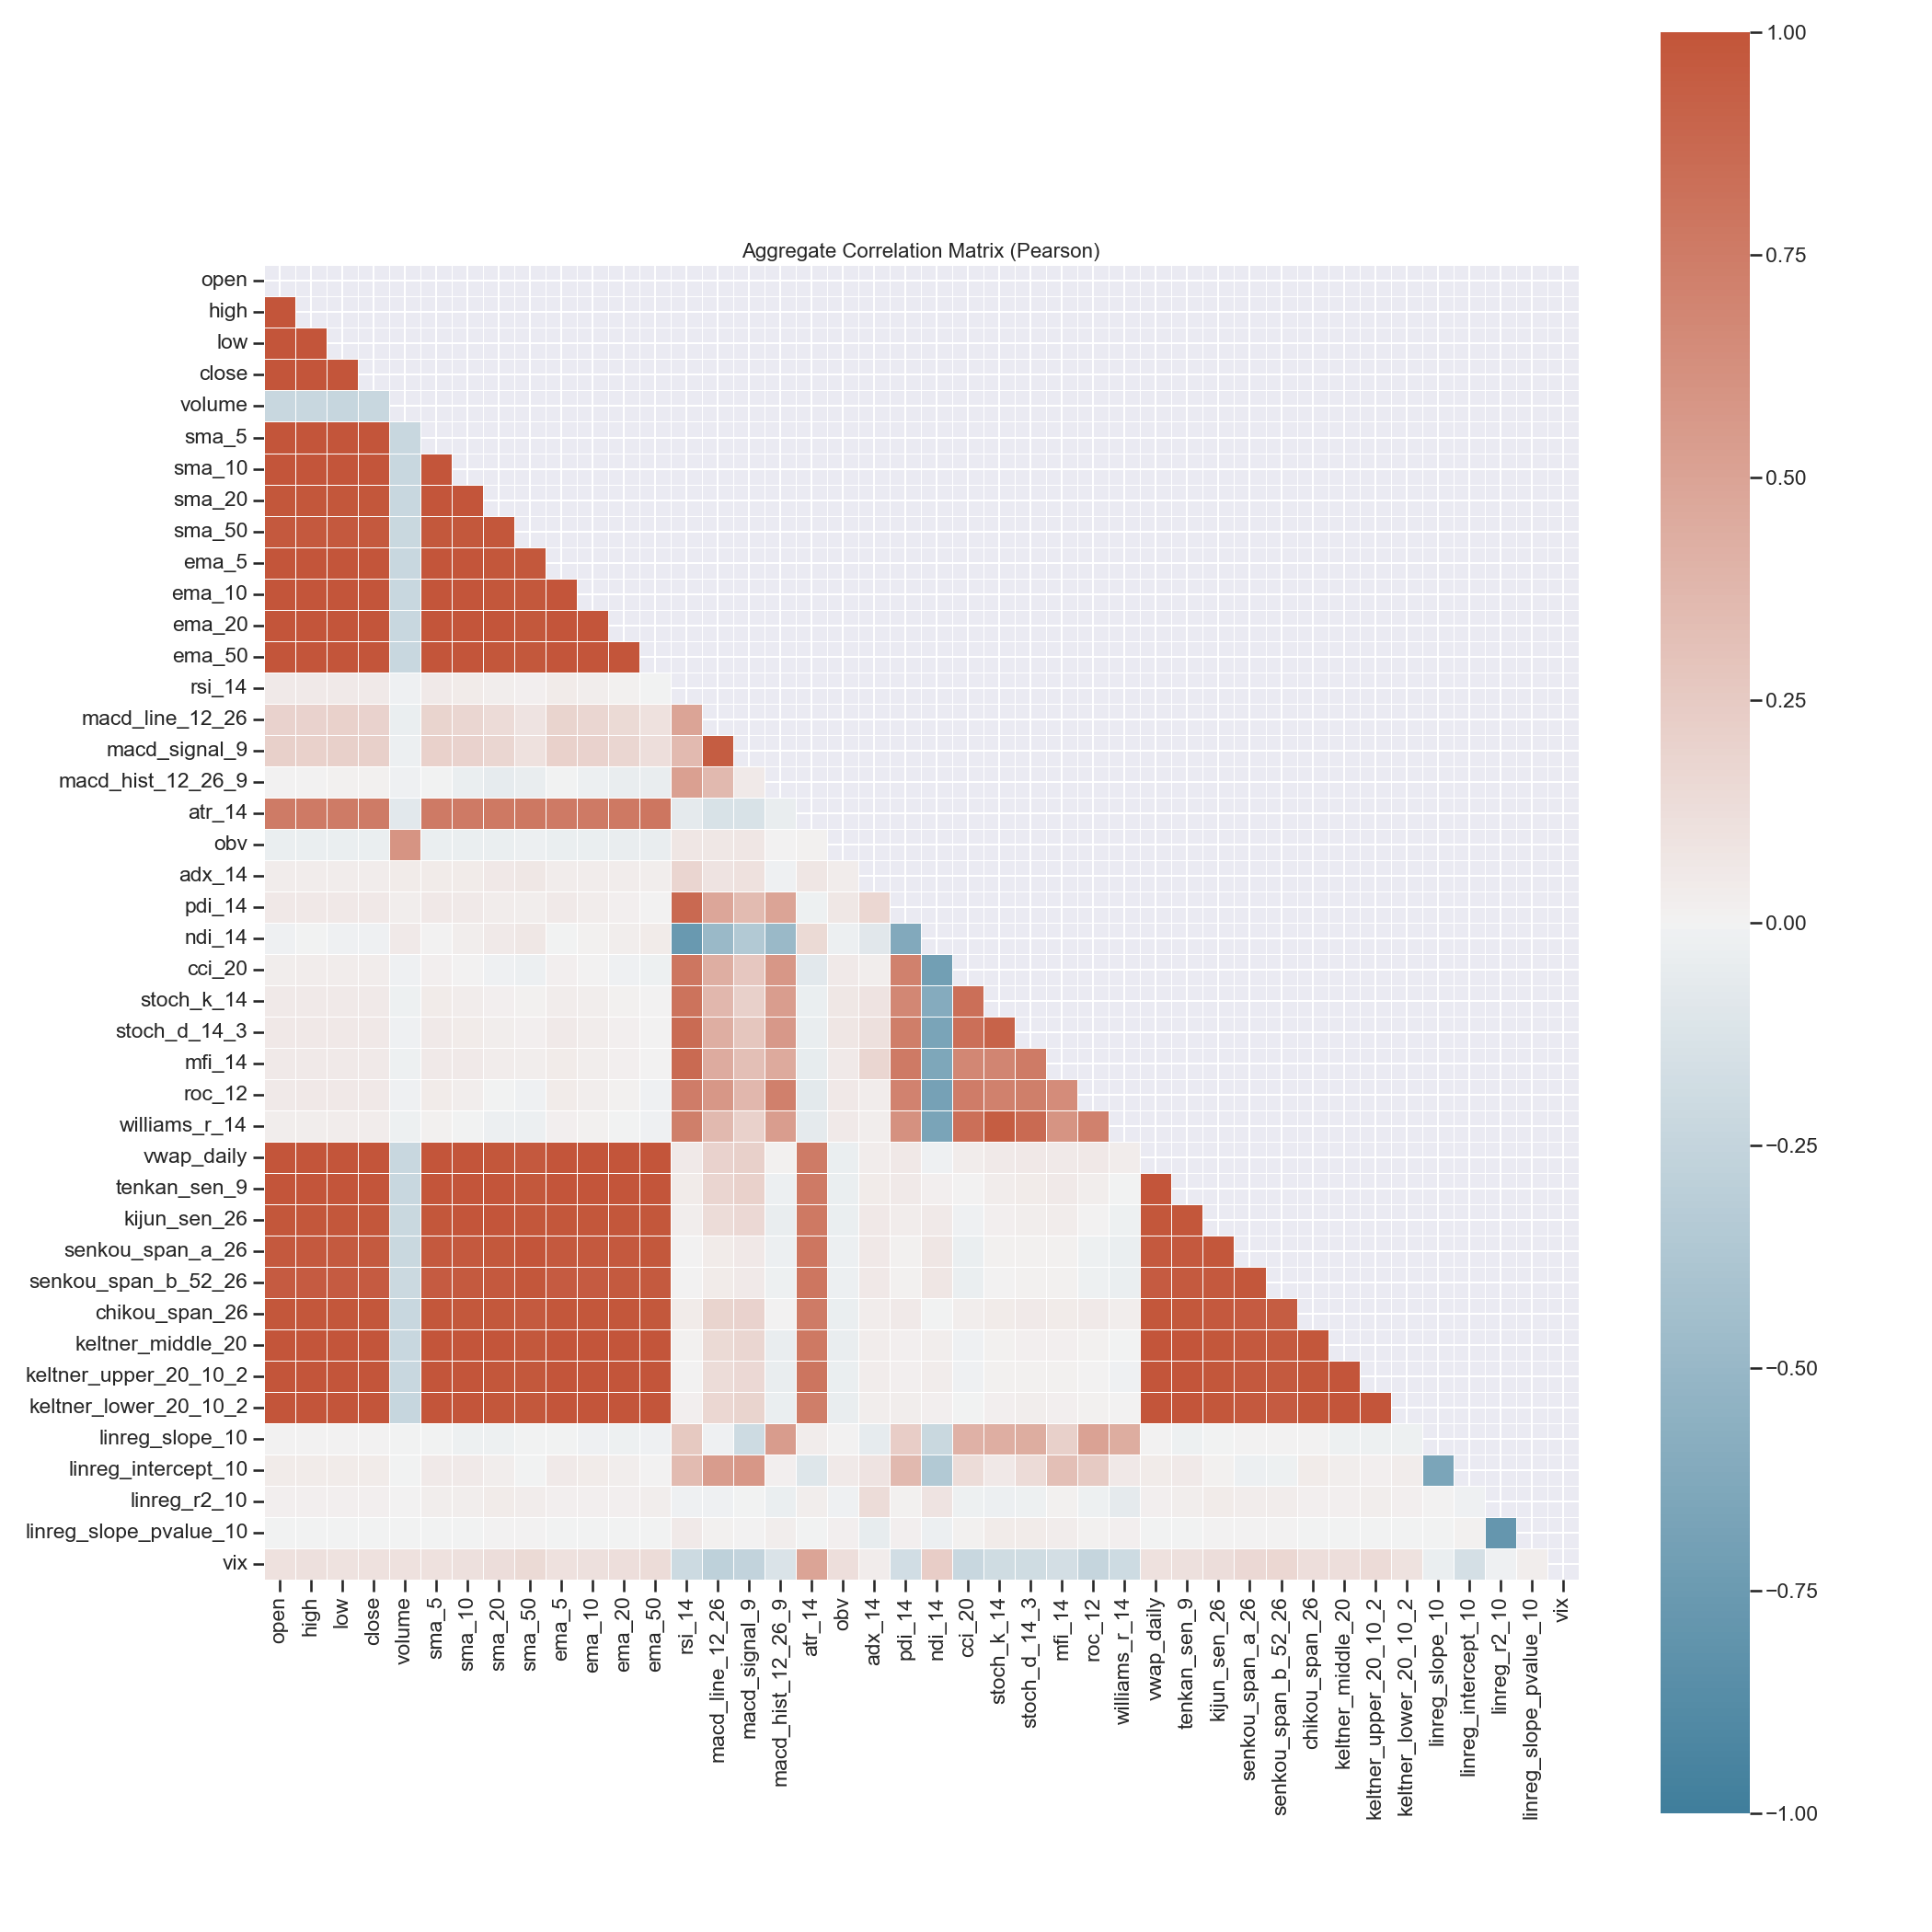 Aggregate Correlation Matrix (Pearson)
open
high
low
close
volume
sma_5
sma_10
sma_20
sma_50
ema_5
ema_10
ema_20
ema_50
rsi_14
macd_line_12_26
macd_signal_9
macd_hist_12_26_9
atr_14
obv
adx_14
pdi_14
ndi_14
cci_20
stoch_k_14
stoch_d_14_3
mfi_14
roc_12
williams_r_14
vwap_daily
tenkan_sen_9
kijun_sen_26
senkou_span_a_26
senkou_span_b_52_26
chikou_span_26
keltner_middle_20
keltner_upper_20_10_2
keltner_lower_20_10_2
linreg_slope_10
linreg_intercept_10
linreg_r2_10
linreg_slope_pvalue_10
vix
open
high
low
close
volume
sma_5
sma_10
sma_20
sma_50
ema_5
ema_10
ema_20
ema_50
rsi_14
macd_line_12_26
macd_signal_9
macd_hist_12_26_9
atr_14
obv
adx_14
pdi_14
ndi_14
cci_20
stoch_k_14
stoch_d_14_3
mfi_14
roc_12
williams_r_14
vwap_daily
tenkan_sen_9
kijun_sen_26
senkou_span_a_26
senkou_span_b_52_26
chikou_span_26
keltner_middle_20
keltner_upper_20_10_2
keltner_lower_20_10_2
linreg_slope_10
linreg_intercept_10
linreg_r2_10
linreg_slope_pvalue_10
vix
1.00
0.75
0.50
0.25
0.00
−0.25
−0.50
−0.75
−1.00